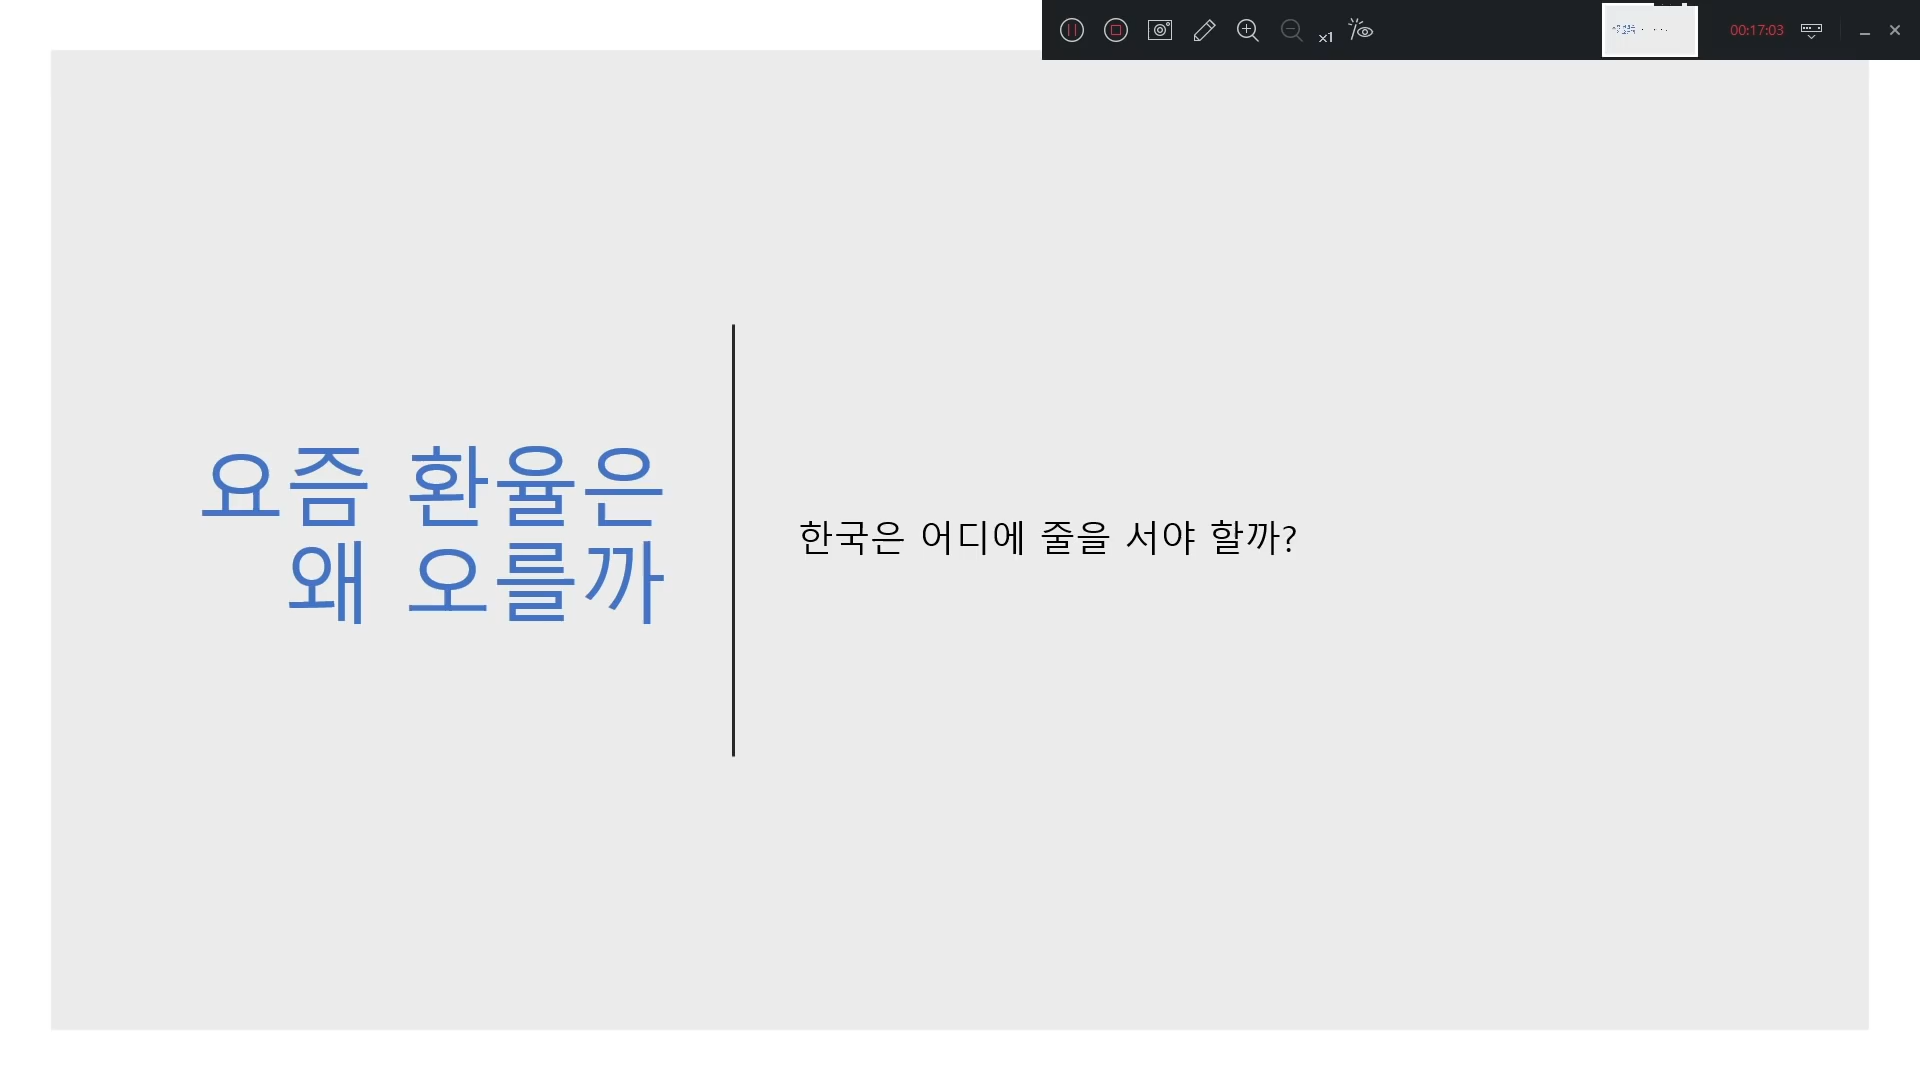 x1
00:17:03
요즘 환율은
왜 오를까
한국은 어디에 줄을 서야 할까?